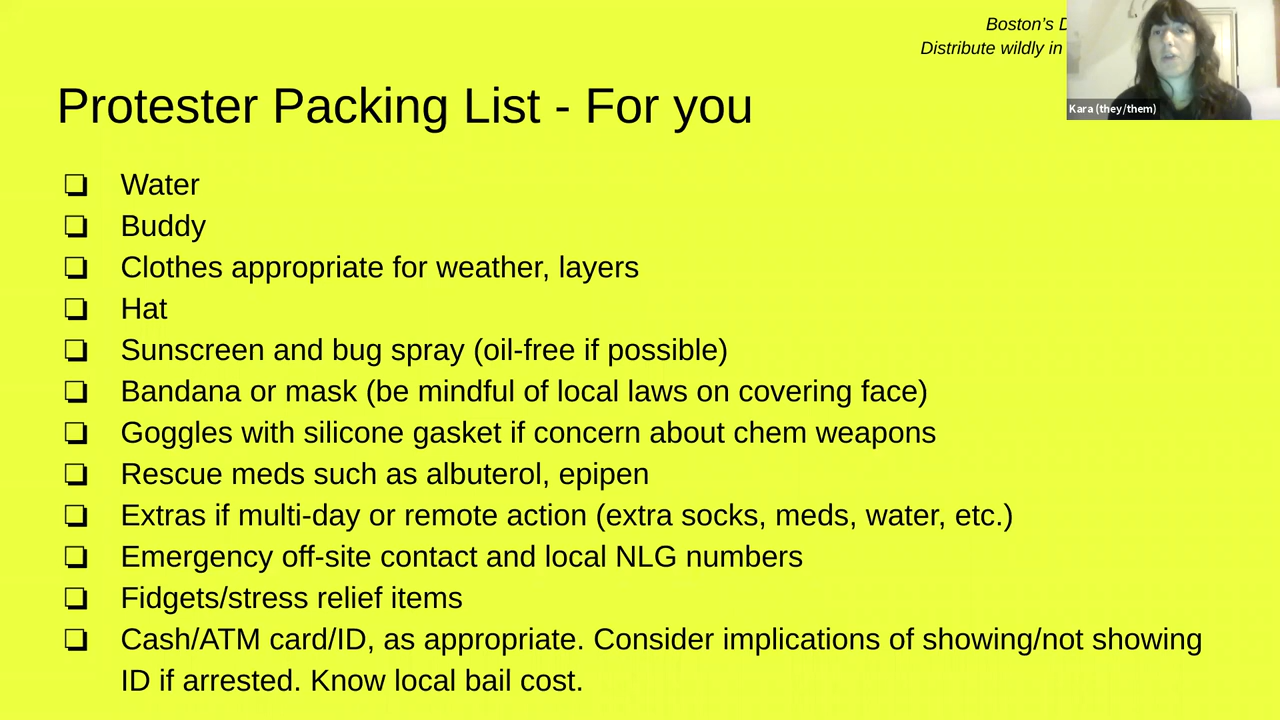 Boston's
Distribute wildly in
Kara (they/them)
Protester Packing List - For you
❏ Water
❏ Buddy
❏ Clothes appropriate for weather, layers
❏ Hat
❏ Sunscreen and bug spray (oil-free if possible)
❏ Bandana or mask (be mindful of local laws on covering face)
❏ Goggles with silicone gasket if concern about chem weapons
❏ Rescue meds such as albuterol, epipen
❏ Extras if multi-day or remote action (extra socks, meds, water, etc.)
❏ Emergency off-site contact and local NLG numbers
❏ Fidgets/stress relief items
❏ Cash/ATM card/ID, as appropriate. Consider implications of showing/not showing
ID if arrested. Know local bail cost.